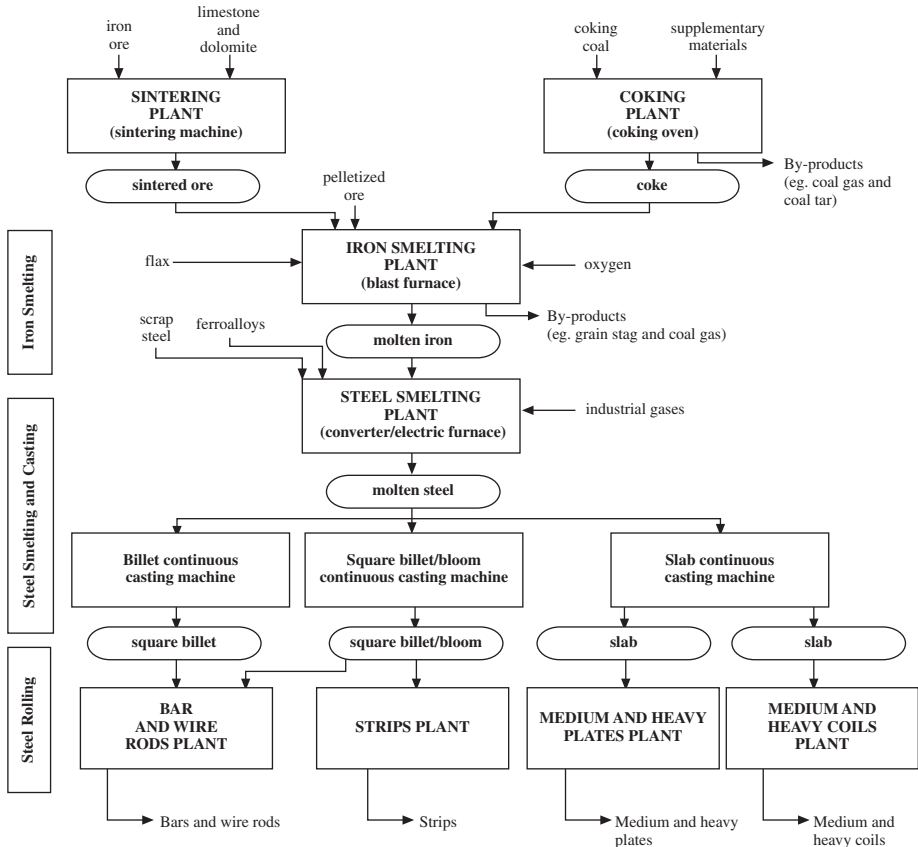 iron
ore
limestone
and
dolomite
coking
coal
supplementary
materials
SINTERING
PLANT
(sintering machine)
COKING
PLANT
(coking oven)
By-products
(eg. coal gas and
coal tar)
sintered ore
pelletized
ore
coke
Iron Smelting
flax
IRON SMELTING
PLANT
(blast furnace)
oxygen
By-products
(eg. grain stag and coal gas)
scrap
steel
ferroalloys
molten iron
Steel Smelting and Casting
STEEL SMELTING
PLANT
(converter/electric furnace)
industrial gases
molten steel
Billet continuous
casting machine
Square billet/bloom
continuous casting machine
Slab continuous
casting machine
square billet
square billet/bloom
slab
slab
Steel Rolling
BAR
AND WIRE
RODS PLANT
STRIPS PLANT
MEDIUM AND HEAVY
PLATES PLANT
MEDIUM AND
HEAVY COILS
PLANT
Bars and wire rods
Strips
Medium and heavy
plates
Medium and
heavy coils